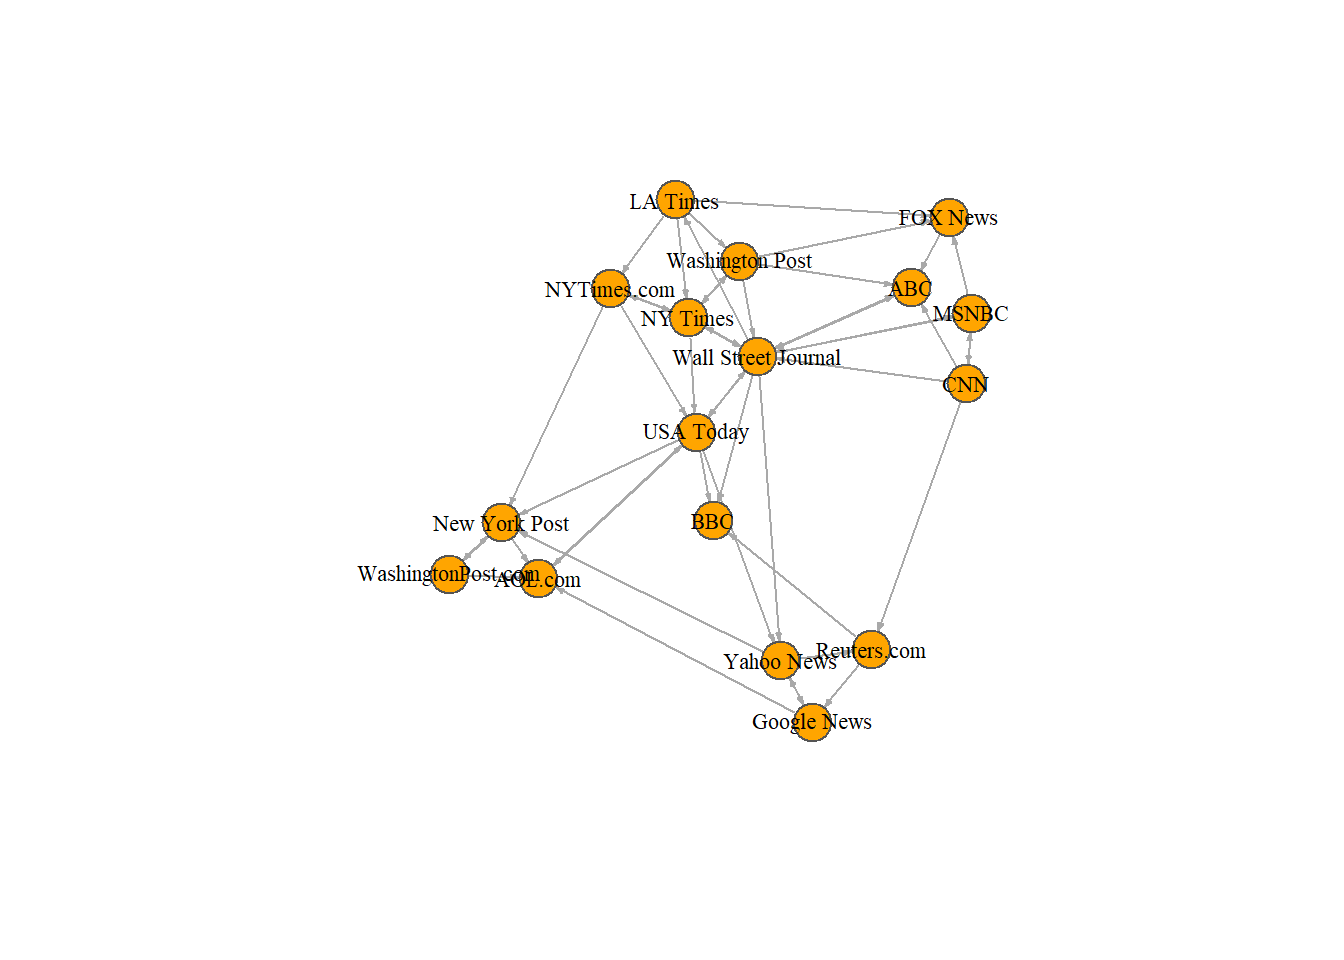 LA Times
FOX News
Washington Post
NYTimes.com
ABC
MSNBC
NY Times
Wall Street Journal
CNN
USA Today
New York Post
BBC
WashingtonPost.com
AOL.com
Reuters.com
Yahoo News
Google News